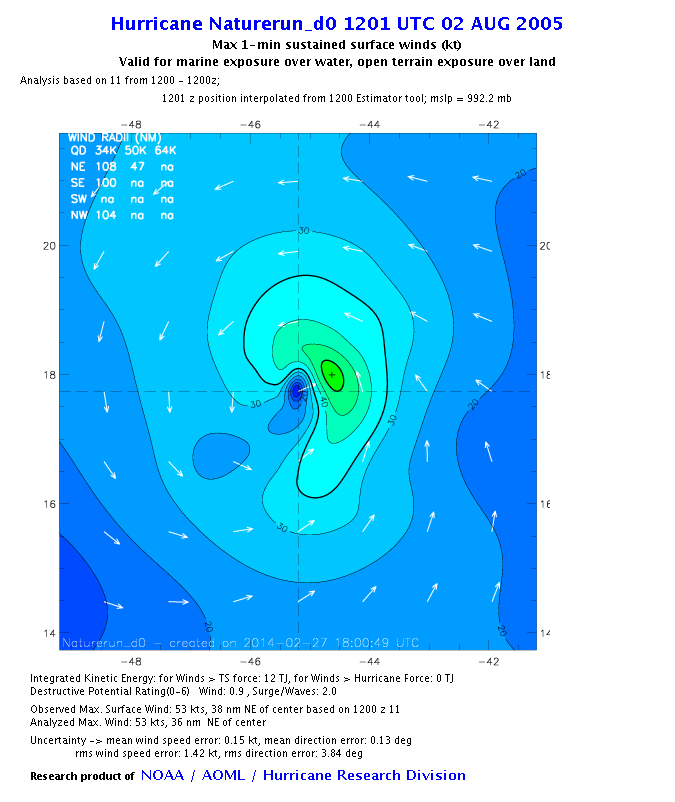 Hurricane Naturerun_d0 1201 UTC 02 AUG 2005
Max 1-min sustained surface winds (kt)
Valid for marine exposure over water, open terrain exposure over land
Analysis based on 11 from 1200 - 1200z;
1201 z position interpolated from 1200 Estimator tool; mslp = 992.2 mb
-48 -46 -44 -42
WIND RADII (NM)
QD 34K 50K 64K
NE 108 47 na
SE 100 na na
SW na na na
NW 104 na na
20
30
20 20
18 18
20
40
30
30
20
16 16
30
20
20
14 14
Naturerun_d0 - created on 2014-02-27 18:00:49 UTC
-48 -46 -44 -42
Integrated Kinetic Energy: for Winds > TS force: 12 TJ, for Winds > Hurricane Force: 0 TJ
Destructive Potential Rating(0-6) Wind: 0.9 , Surge/Waves: 2.0
Observed Max. Surface Wind: 53 kts, 38 nm NE of center based on 1200 z 11
Analyzed Max. Wind: 53 kts, 36 nm NE of center
Uncertainty -> mean wind speed error: 0.15 kt, mean direction error: 0.13 deg
rms wind speed error: 1.42 kt, rms direction error: 3.84 deg
Research product of NOAA / AOML / Hurricane Research Division